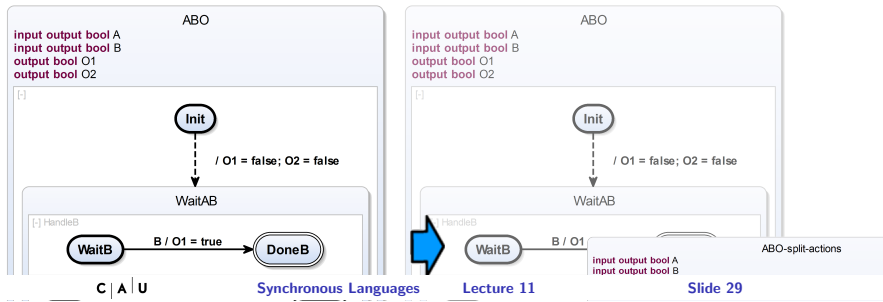 ABO
input output bool A
input output bool B
output bool O1
output bool O2
[-]
Init
/ O1 = false; O2 = false
WaitAB
[-] HandleB
WaitB
B / O1 = true
DoneB
ABO
input output bool A
input output bool B
output bool O1
output bool O2
[-]
Init
/ O1 = false; O2 = false
WaitAB
HandleB
WaitB
B / O1
ABO-split-actions
input output bool A
input output bool B
C A U
Synchronous Languages
Lecture 11
Slide 29